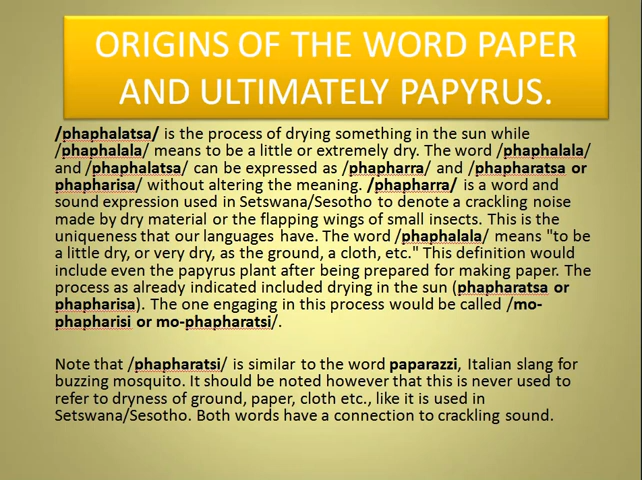 ORIGINS OF THE WORD PAPER
AND ULTIMATELY PAPYRUS.
/phaphalatsa/ is the process of drying something in the sun while
/phaphalala/ means to be a little or extremely dry. The word /phaphalala/
and /phaphalatsa/ can be expressed as /phapharra/ and /phapharatsa or
phapharisa/ without altering the meaning. /phapharra/ is a word and
sound expression used in Setswana/Sesotho to denote a crackling noise
made by dry material or the flapping wings of small insects. This is the
uniqueness that our languages have. The word /phaphalala/ means "to be
a little dry, or very dry, as the ground, a cloth, etc." This definition would
include even the papyrus plant after being prepared for making paper. The
process as already indicated included drying in the sun (phapharatsa or
phapharisa). The one engaging in this process would be called /mo-
phapharisi or mo-phapharatsi/.
Note that /phapharatsi/ is similar to the word paparazzi, Italian slang for
buzzing mosquito. It should be noted however that this is never used to
refer to dryness of ground, paper, cloth etc., like it is used in
Setswana/Sesotho. Both words have a connection to crackling sound.